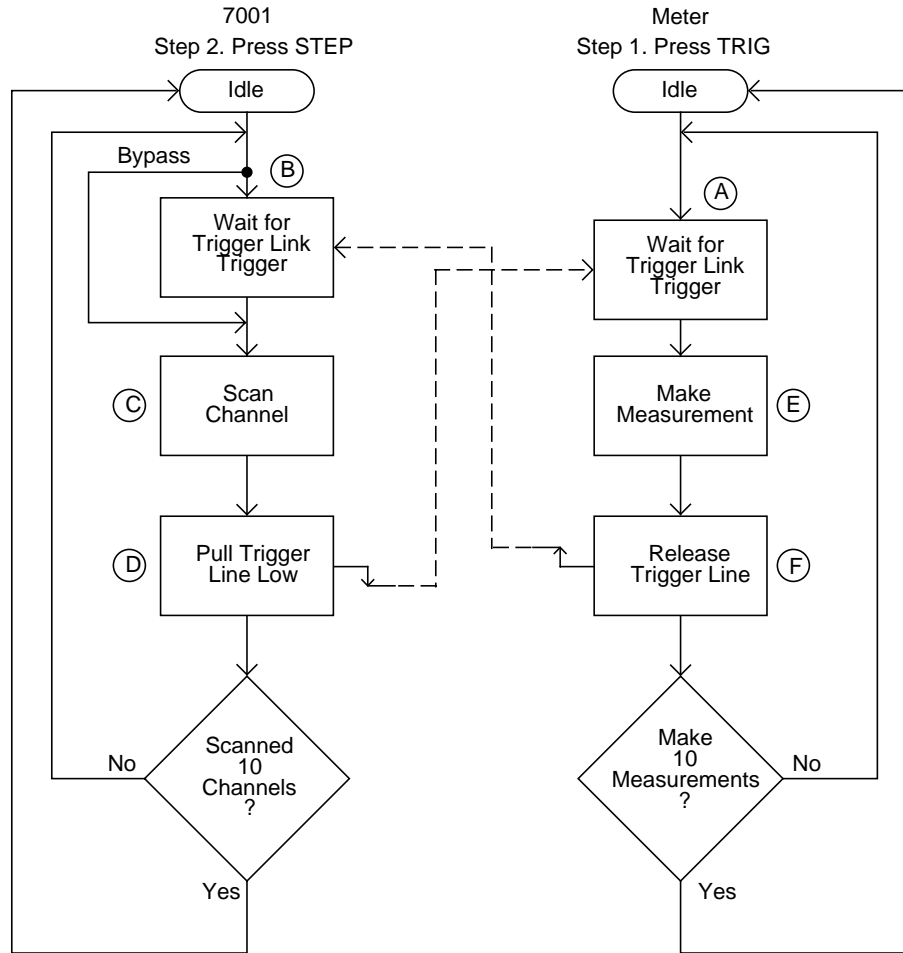 7001
Step 2. Press STEP
Idle
Bypass
B
Wait for
Trigger Link
Trigger
C
Scan
Channel
D
Pull Trigger
Line Low
Scanned
10
Channels
?
No
Yes
Meter
Step 1. Press TRIG
Idle
A
Wait for
Trigger Link
Trigger
Make
Measurement
E
Release
Trigger Line
F
Make
10
Measurements
?
No
Yes